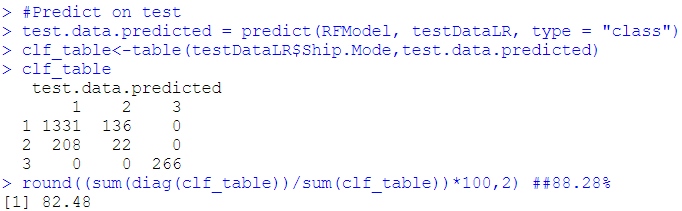 > #Predict on test
> test.data.predicted = predict(RFModel, testDataLR, type = "class")
> clf_table<-table(testDataLR$Ship.Mode,test.data.predicted)
> clf_table
   test.data.predicted
       1    2    3
  1 1331  136    0
  2  208   22    0
  3    0    0  266
> round((sum(diag(clf_table))/sum(clf_table))*100,2) ##88.28%
[1] 82.48